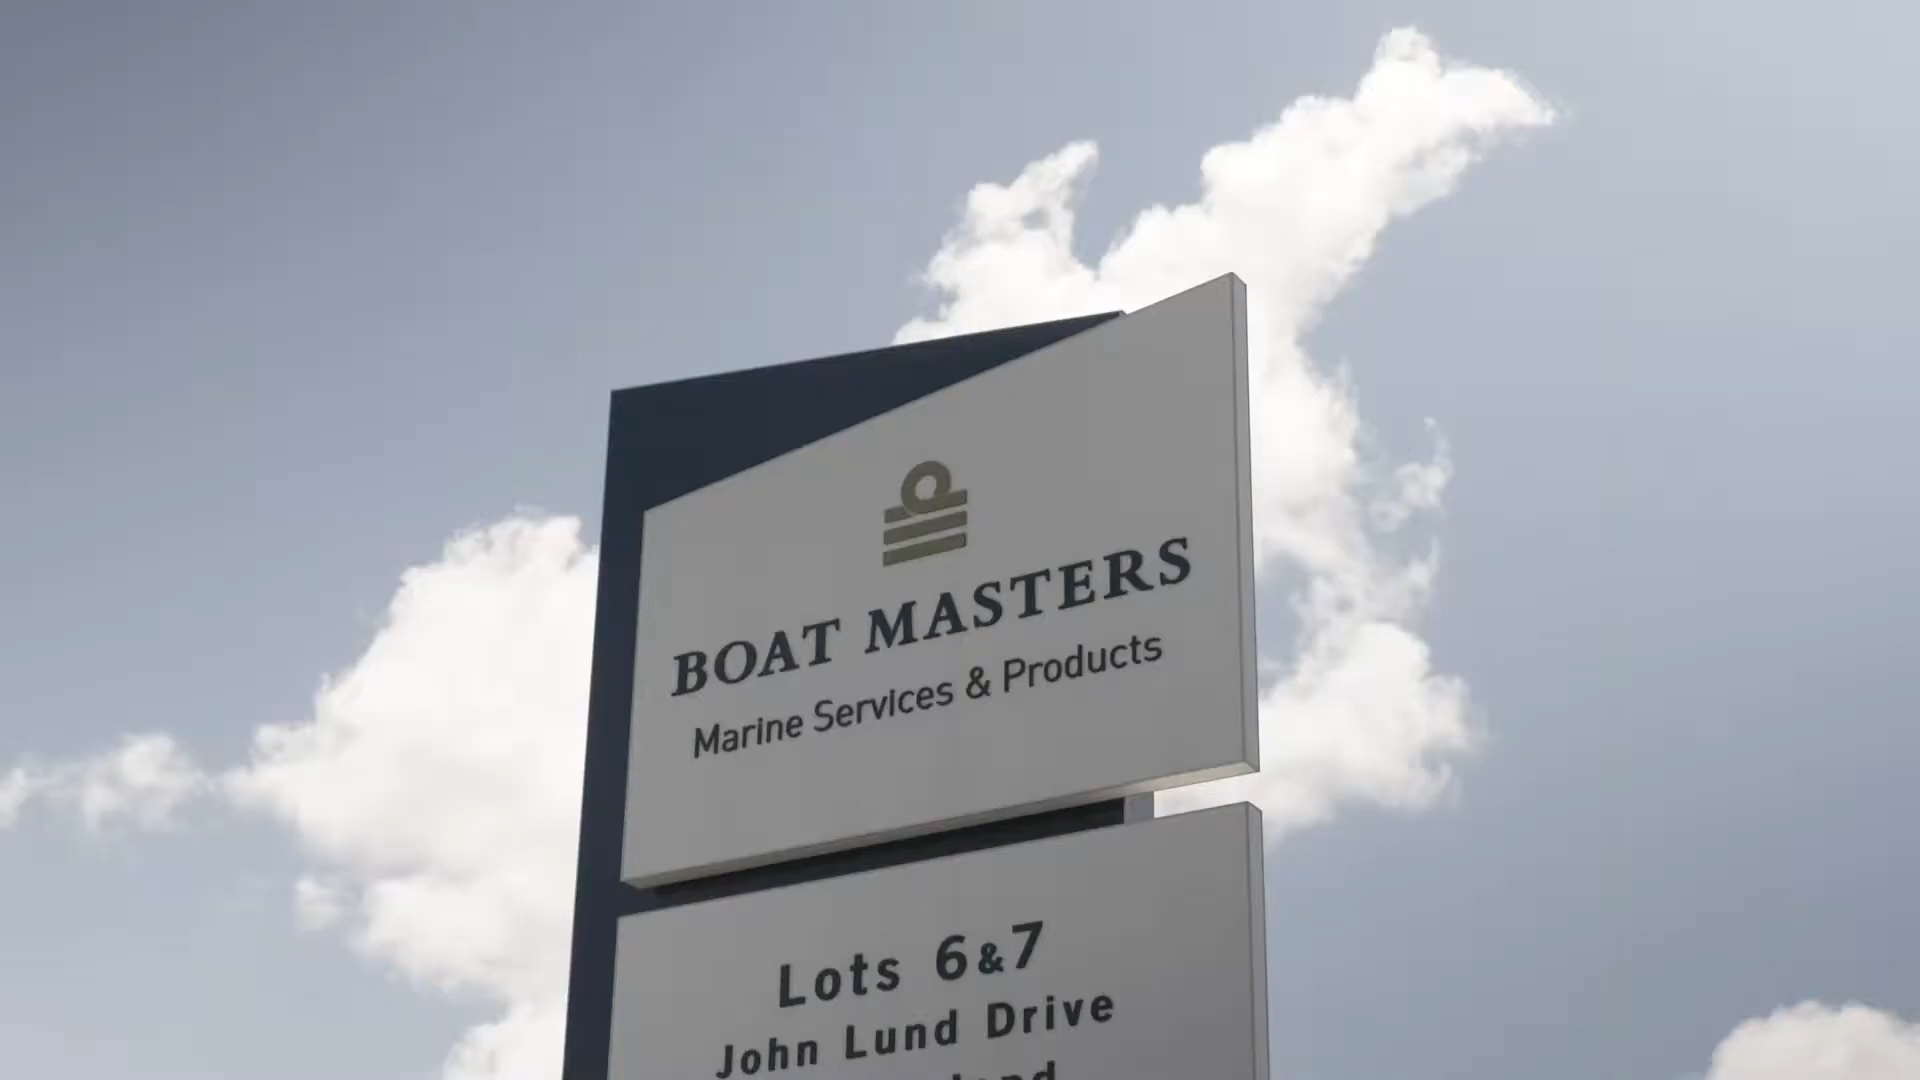 BOAT MASTERS
Marine Services & Products
Lots 6&7
John Lund Drive